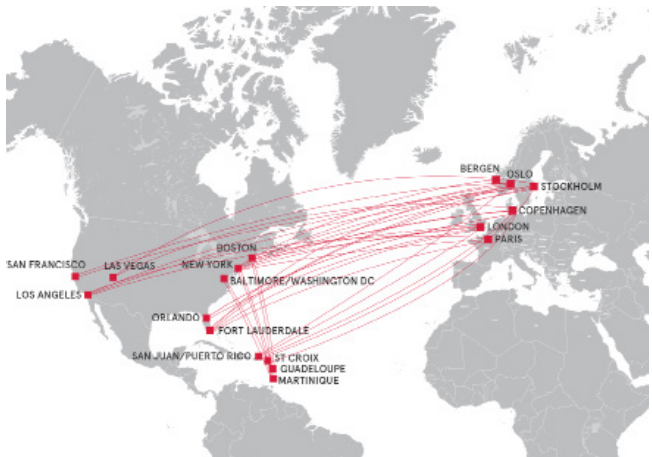 BERGEN
OSLO
STOCKHOLM
COPENHAGEN
LONDON
PARIS
BOSTON
/SAN FRANCISCO
LAS VEGAS
NEW YORK
BALTIMORE/WASHINGTON DC
LOS ANGELES
ORLANDO
FORT LAUDERDALE
SAN JUAN/PUERTO RICO
ST CROIX
GUADELOUPE
MARTINIQUE